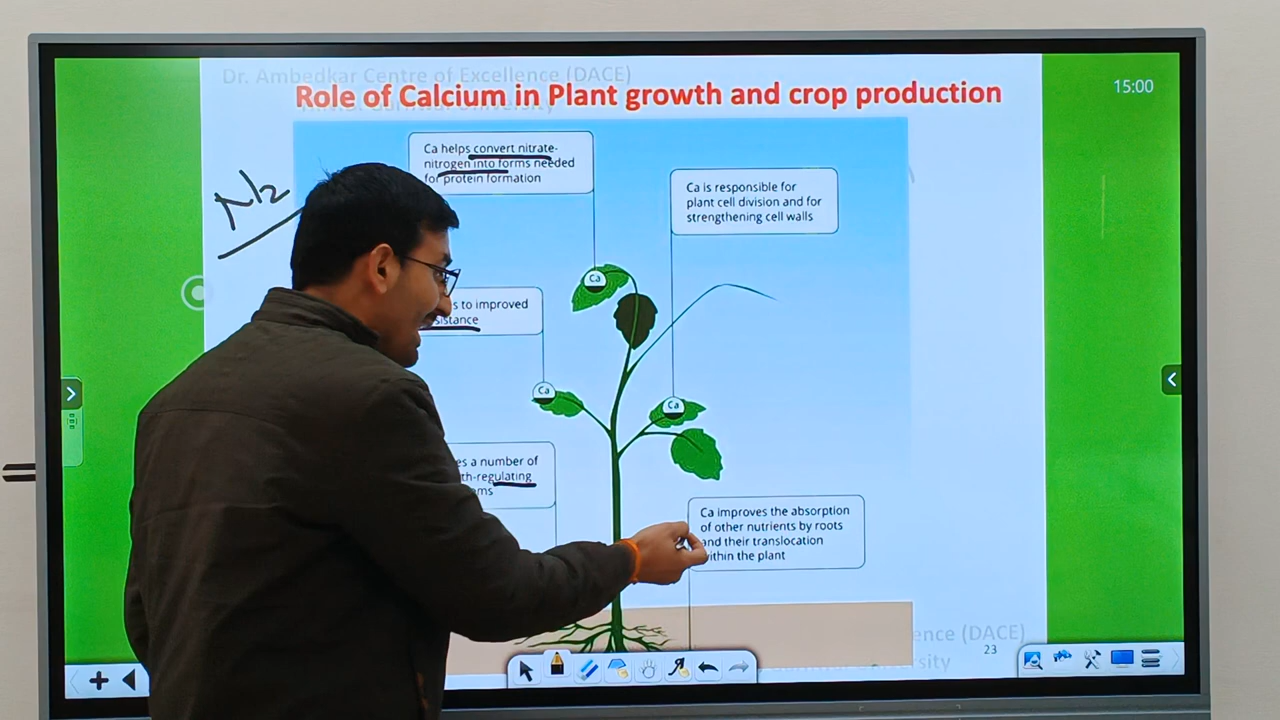 Dr. Ambedkar Centre of Excellence (DACE)
Role of Calcium in Plant growth and crop production
15:00
Ca helps convert nitrate-
nitrogen into forms needed
for protein formation
N2
Ca is responsible for
plant cell division and for
strengthening cell walls
Ca
s to improved
sistance
Ca
Ca
es a number of
th-regulating
ms
Ca improves the absorption
of other nutrients by roots
and their translocation
within the plant
ence (DACE)
23
sity